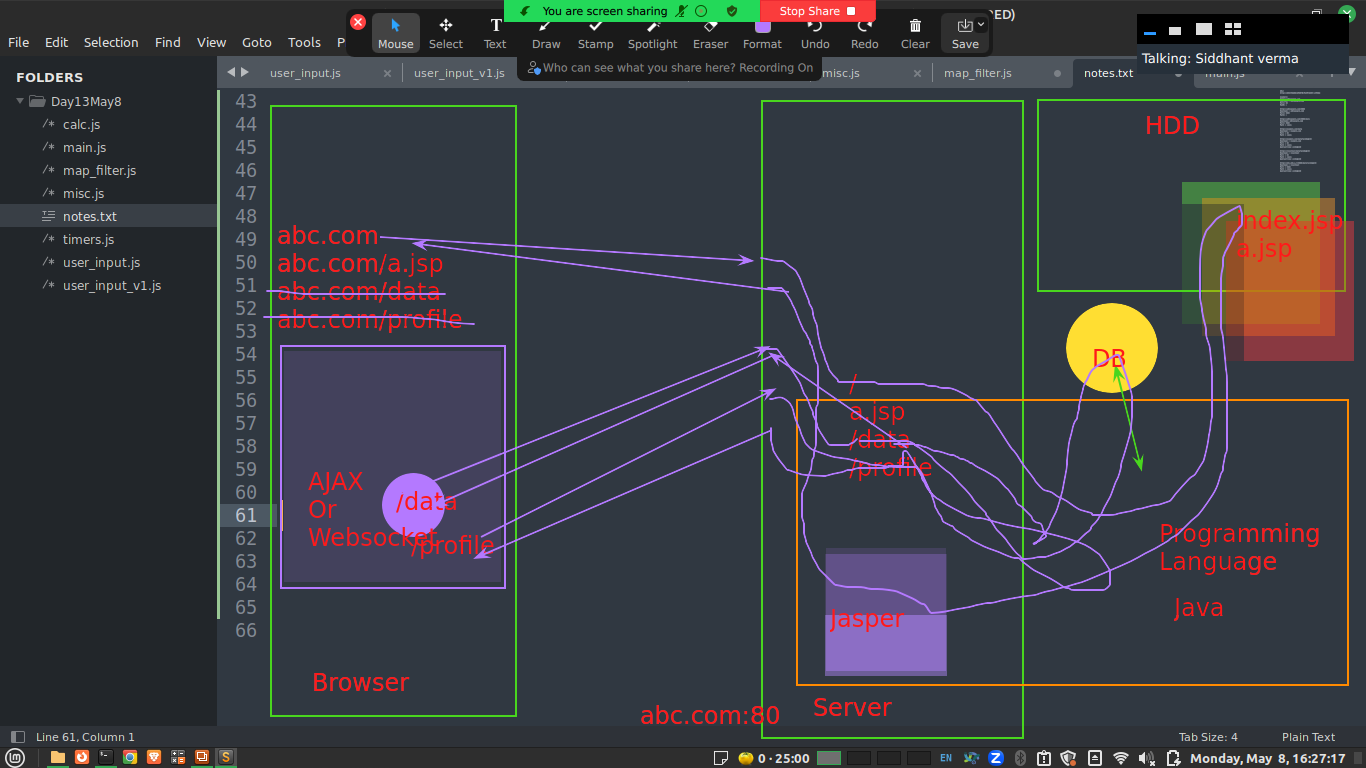 You are screen sharing
Stop Share
RED)
File Edit Selection Find View Goto Tools P
Mouse Select Text Draw Stamp Spotlight Eraser Format Undo Redo Clear Save
Who can see what you share here? Recording On
Talking: Siddhant verma
FOLDERS
Day13May8
calc.js
main.js
map_filter.js
misc.js
notes.txt
timers.js
user_input.js
user_input_v1.js
user_input.js
user_input_v1.js
misc.js
map_filter.js
notes.txt
main.js
43
44
45
46
47
48
49
50
51
52
53
54
55
56
57
58
59
60
61
62
63
64
65
66
abc.com
abc.com/a.jsp
abc.com/data
abc.com/profile
AJAX
Or
Websocket
/data
/profile
Browser
/
a.jsp
/data
/profile
Jasper
abc.com:80
Server
HDD
index.jsp
a.jsp
DB
Programming
Language
Java
Line 61, Column 1
Tab Size: 4
Plain Text
0 · 25:00
EN
Monday, May 8, 16:27:17